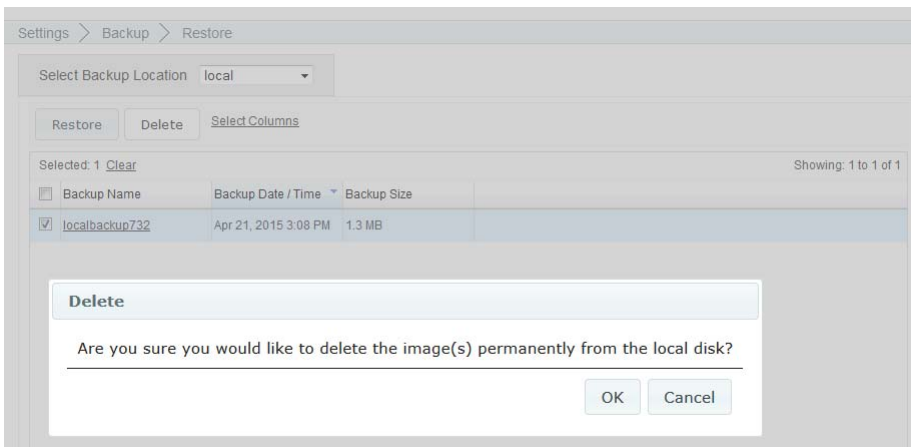 Settings > Backup > Restore
Select Backup Location local
Restore Delete Select Columns
Selected: 1 Clear Showing: 1 to 1 of 1
Backup Name Backup Date / Time Backup Size
localbackup732 Apr 21, 2015 3:08 PM 1.3 MB
Delete
Are you sure you would like to delete the image(s) permanently from the local disk?
OK Cancel